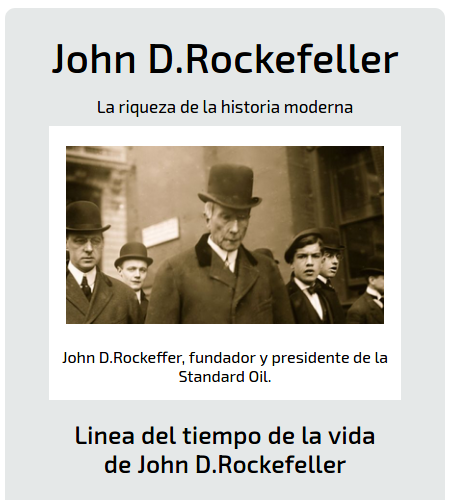 John D.Rockefeller
La riqueza de la historia moderna
John D.Rockeffer, fundador y presidente de la
Standard Oil.
Linea del tiempo de la vida
de John D.Rockefeller